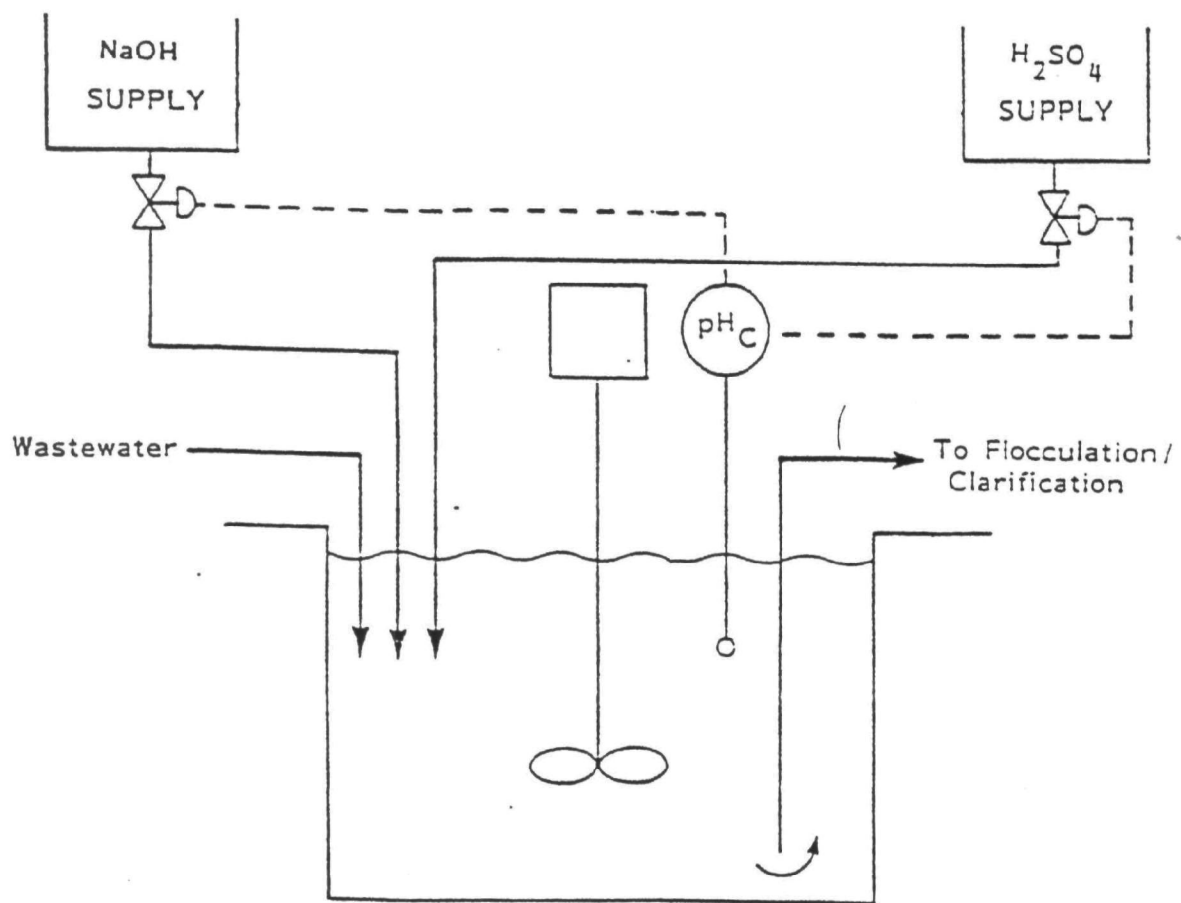 NaOH
SUPPLY
H₂SO₄
SUPPLY
pHC
Wastewater
To Flocculation/
Clarification